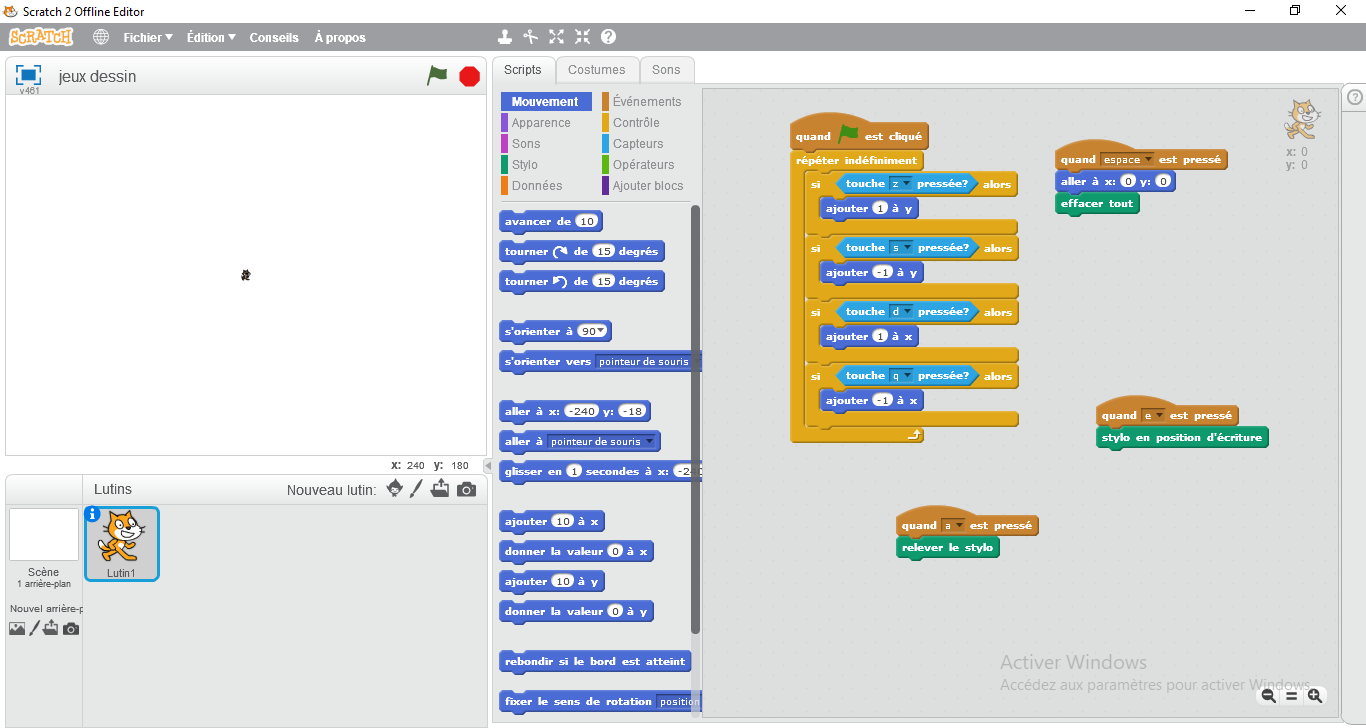 Scratch 2 Offline Editor
SCRATCH Fichier Édition Conseils À propos
v461 jeux dessin
Scripts Costumes Sons
Mouvement Événements
Apparence Contrôle
Sons Capteurs
Stylo Opérateurs
Données Ajouter blocs
avancer de 10
tourner de 15 degrés
tourner de 15 degrés
s'orienter à 90
s'orienter vers pointeur de souris
aller à x: -240 y: -18
aller à pointeur de souris
glisser en 1 secondes à x: -240
ajouter 10 à x
donner la valeur 0 à x
ajouter 10 à y
donner la valeur 0 à y
rebondir si le bord est atteint
fixer le sens de rotation position
quand est cliqué
répéter indéfiniment
si touche z pressée? alors
ajouter 1 à y
si touche s pressée? alors
ajouter -1 à y
si touche d pressée? alors
ajouter 1 à x
si touche q pressée? alors
ajouter -1 à x
quand espace est pressé
aller à x: 0 y: 0
effacer tout
quand e est pressé
stylo en position d'écriture
quand a est pressé
relever le stylo
x: 0
y: 0
X: 240 y: 180
Lutins Nouveau lutin:
Lutin1
Scène
1 arrière-plan
Nouvel arrière-p
Activer Windows
Accédez aux paramètres pour activer Windows.